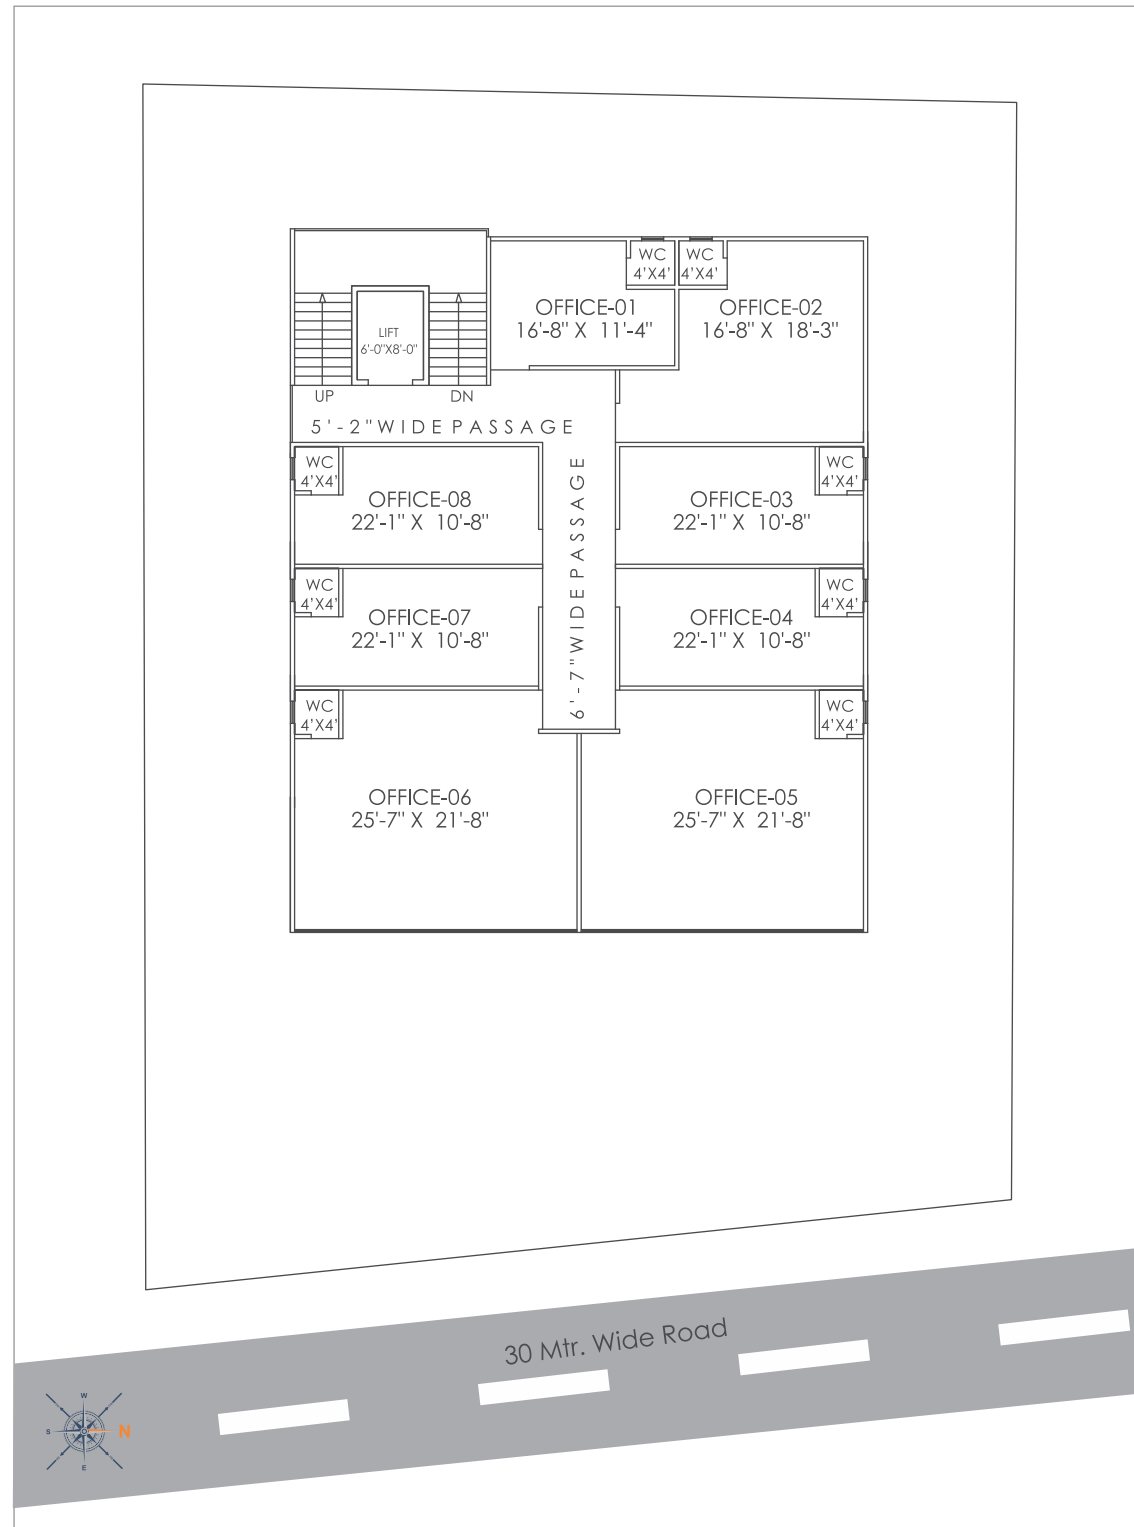 WC
4'X4'
WC
4'X4'
OFFICE-01
16'-8" X 11'-4"
OFFICE-02
16'-8" X 18'-3"
LIFT
6'-0"X8'-0"
UP
DN
5'-2" WIDE PASSAGE
6'-7" WIDE PASSAGE
WC
4'X4'
OFFICE-08
22'-1" X 10'-8"
WC
4'X4'
OFFICE-03
22'-1" X 10'-8"
WC
4'X4'
OFFICE-07
22'-1" X 10'-8"
WC
4'X4'
OFFICE-04
22'-1" X 10'-8"
WC
4'X4'
OFFICE-06
25'-7" X 21'-8"
WC
4'X4'
OFFICE-05
25'-7" X 21'-8"
30 Mtr. Wide Road
W
S
N
E